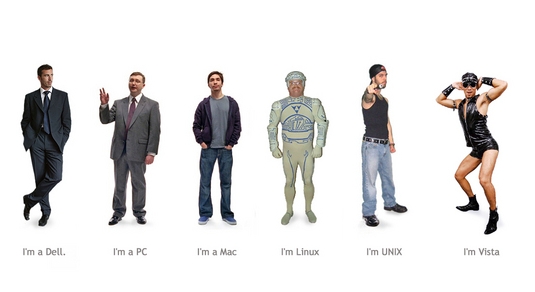 I'm a Dell.
I'm a PC
I'm a Mac
I'm Linux
I'm UNIX
I'm Vista